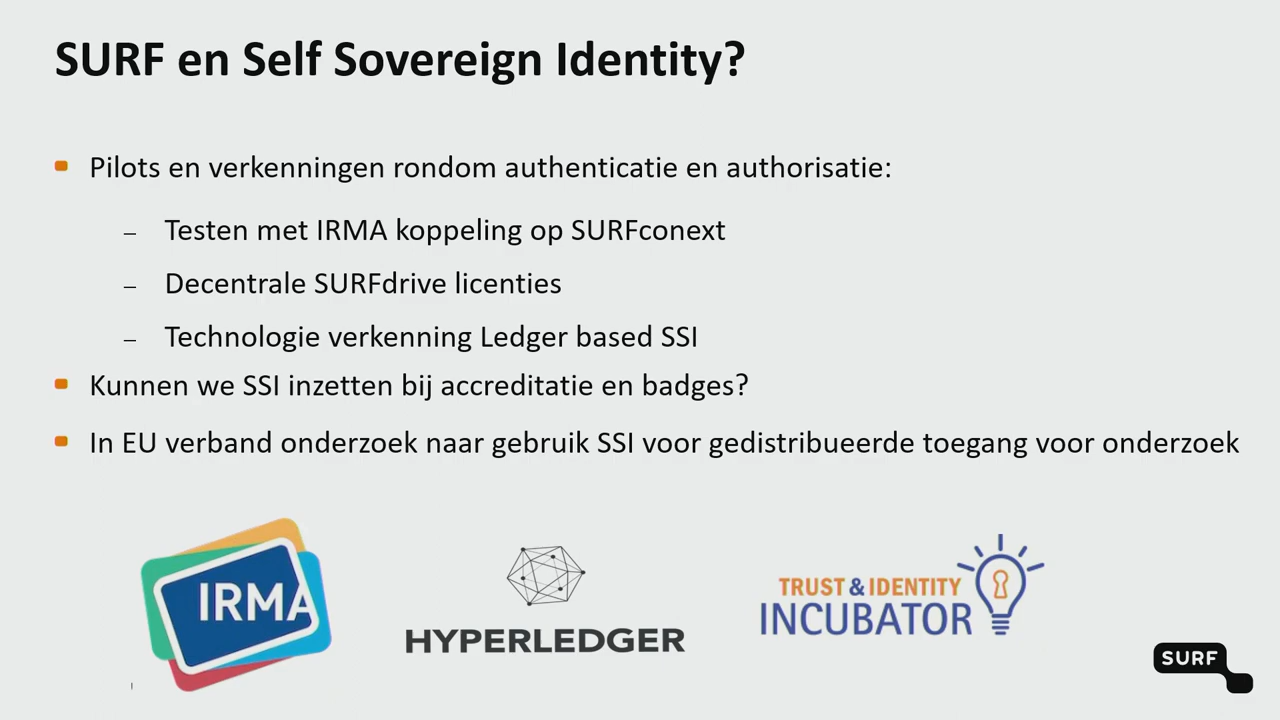 SURF en Self Sovereign Identity?
Pilots en verkenningen rondom authenticatie en authorisatie:
– Testen met IRMA koppeling op SURFconext
– Decentrale SURFdrive licenties
– Technologie verkenning Ledger based SSI
Kunnen we SSI inzetten bij accreditatie en badges?
In EU verband onderzoek naar gebruik SSI voor gedistribueerde toegang voor onderzoek
IRMA
HYPERLEDGER
TRUST & IDENTITY
INCUBATOR
SURF